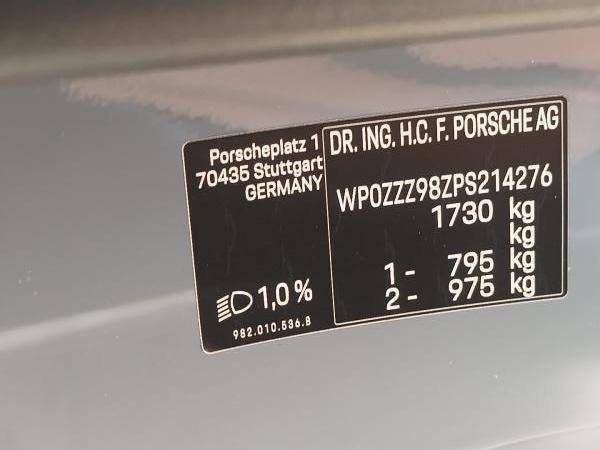 Porscheplatz 1
70435 Stuttgart
GERMANY
1,0 %
982.010.536.B
DR. ING. H.C. F. PORSCHE AG
WP0ZZZ98ZPS214276
1730 kg
kg
1 - 795 kg
2 - 975 kg